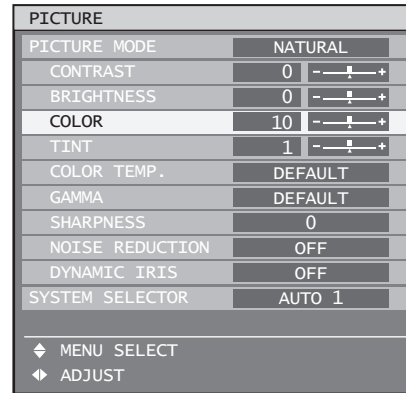 PICTURE
PICTURE MODE NATURAL
CONTRAST 0 - +
BRIGHTNESS 0 - +
COLOR 10 - +
TINT 1 - +
COLOR TEMP. DEFAULT
GAMMA DEFAULT
SHARPNESS 0
NOISE REDUCTION OFF
DYNAMIC IRIS OFF
SYSTEM SELECTOR AUTO 1
MENU SELECT
ADJUST